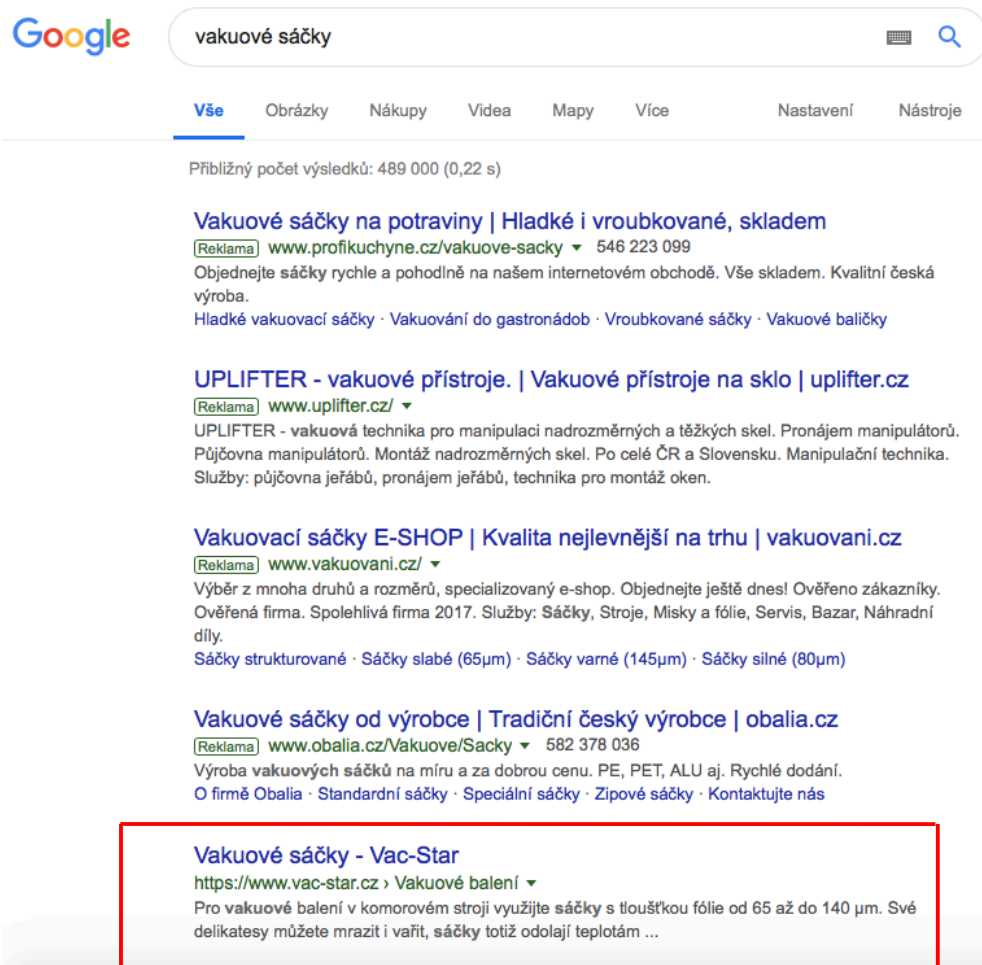 Google
vakuové sáčky
Vše Obrázky Nákupy Videa Mapy Více Nastavení Nástroje
Přibližný počet výsledků: 489 000 (0,22 s)
Vakuové sáčky na potraviny | Hladké i vroubkované, skladem
Reklama www.profikuchyne.cz/vakuove-sacky 546 223 099
Objednejte sáčky rychle a pohodlně na našem internetovém obchodě. Vše skladem. Kvalitní česká
výroba.
Hladké vakuovací sáčky · Vakuování do gastronádob · Vroubkované sáčky · Vakuové baličky
UPLIFTER - vakuové přístroje. | Vakuové přístroje na sklo | uplifter.cz
Reklama www.uplifter.cz/
UPLIFTER - vakuová technika pro manipulaci nadrozměrných a těžkých skel. Pronájem manipulátorů.
Půjčovna manipulátorů. Montáž nadrozměrných skel. Po celé ČR a Slovensku. Manipulační technika.
Služby: půjčovna jeřábů, pronájem jeřábů, technika pro montáž oken.
Vakuovací sáčky E-SHOP | Kvalita nejlevnější na trhu | vakuovani.cz
Reklama www.vakuovani.cz/
Výběr z mnoha druhů a rozměrů, specializovaný e-shop. Objednejte ještě dnes! Ověřeno zákazníky.
Ověřená firma. Spolehlivá firma 2017. Služby: Sáčky, Stroje, Misky a fólie, Servis, Bazar, Náhradní
díly.
Sáčky strukturované · Sáčky slabé (65μm) · Sáčky varné (145μm) · Sáčky silné (80μm)
Vakuové sáčky od výrobce | Tradiční český výrobce | obalia.cz
Reklama www.obalia.cz/Vakuove/Sacky 582 378 036
Výroba vakuových sáčků na míru a za dobrou cenu. PE, PET, ALU aj. Rychlé dodání.
O firmě Obalia · Standardní sáčky · Speciální sáčky · Zipové sáčky · Kontaktujte nás
Vakuové sáčky - Vac-Star
https://www.vac-star.cz › Vakuové balení
Pro vakuové balení v komorovém stroji využijte sáčky s tloušťkou fólie od 65 až do 140 μm. Své
delikatesy můžete mrazit i vařit, sáčky totiž odolají teplotám ...